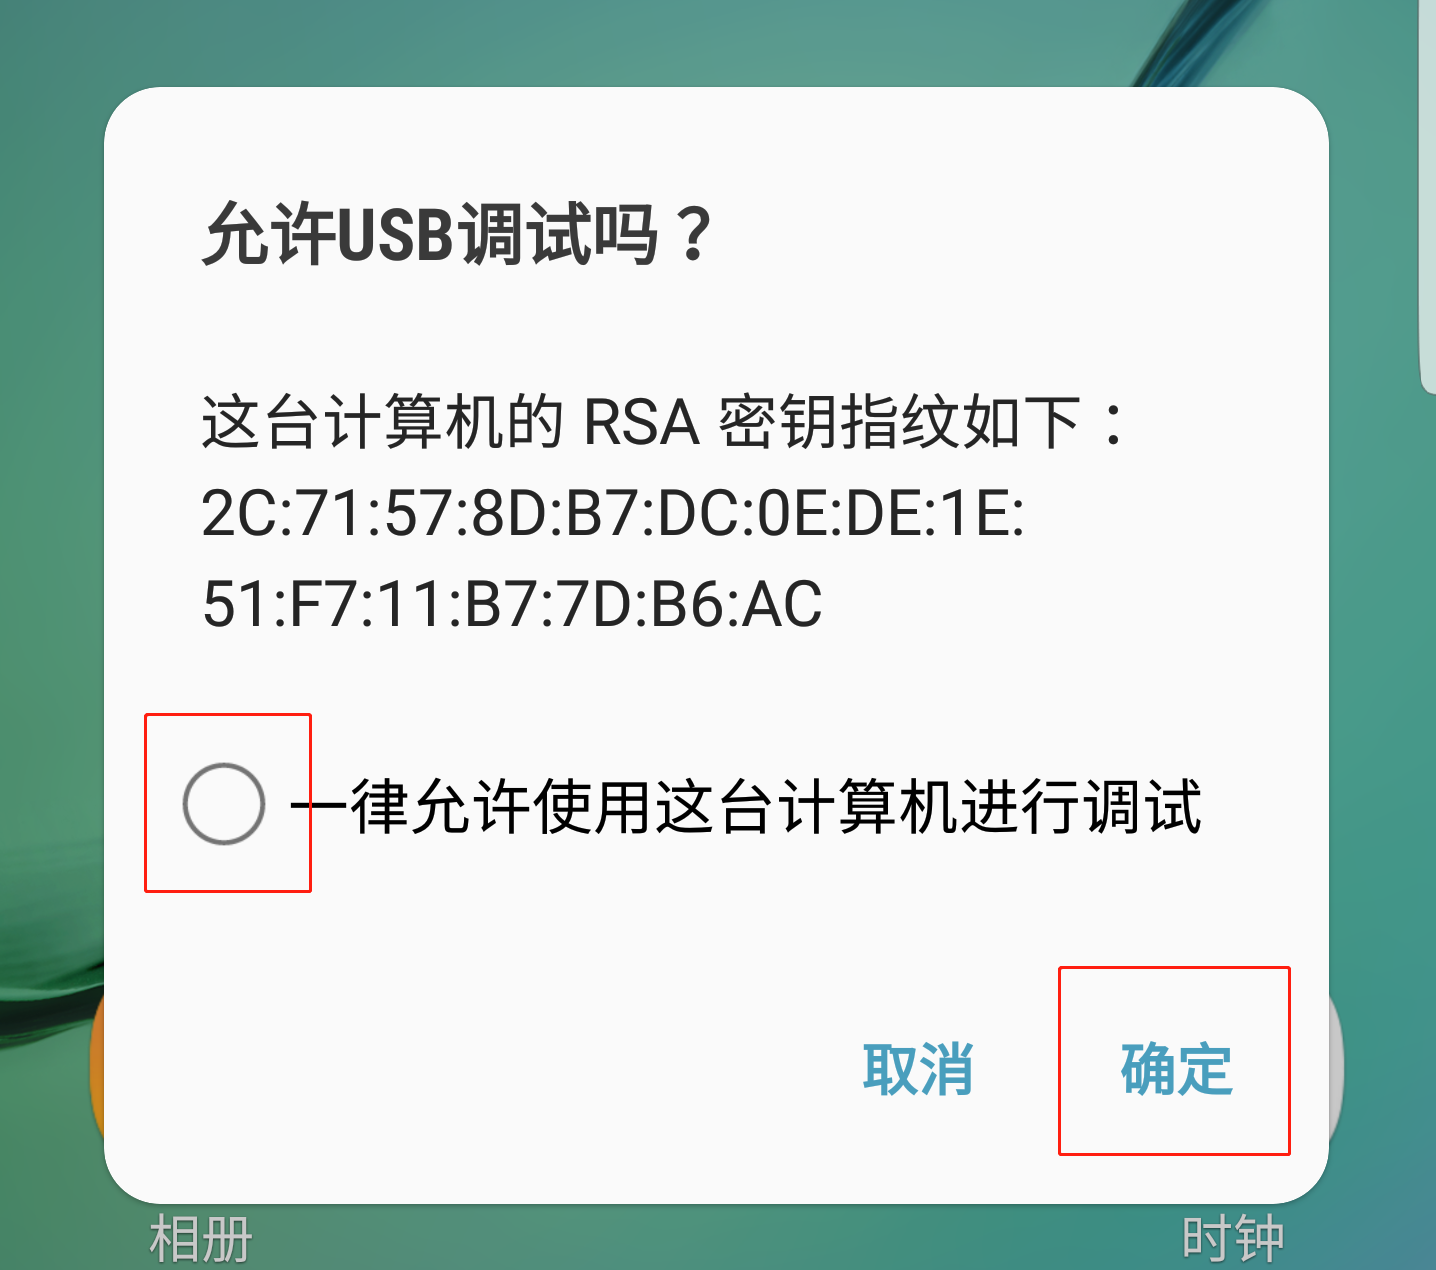 允许USB调试吗？
这台计算机的 RSA 密钥指纹如下：
2C:71:57:8D:B7:DC:0E:DE:1E:
51:F7:11:B7:7D:B6:AC
一律允许使用这台计算机进行调试
取消 确定
相册 时钟